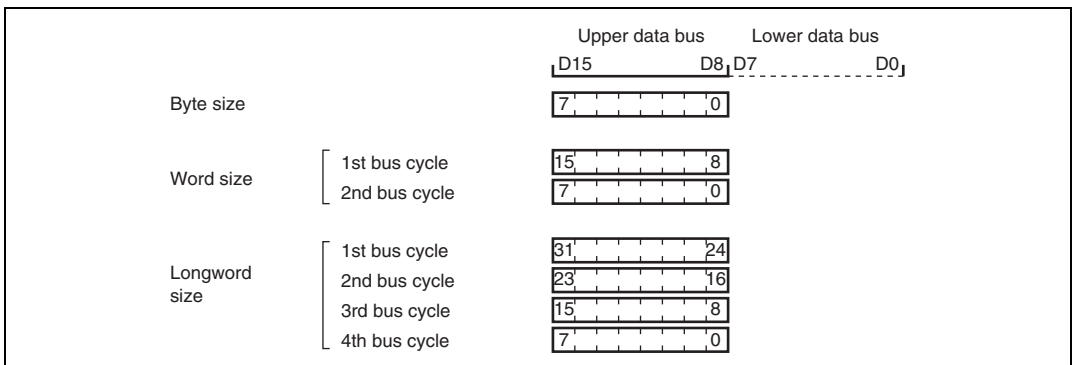 Upper data bus Lower data bus
D15 D8 D7 D0
Byte size 7 0
Word size
1st bus cycle 15 8
2nd bus cycle 7 0
Longword size
1st bus cycle 31 24
2nd bus cycle 23 16
3rd bus cycle 15 8
4th bus cycle 7 0